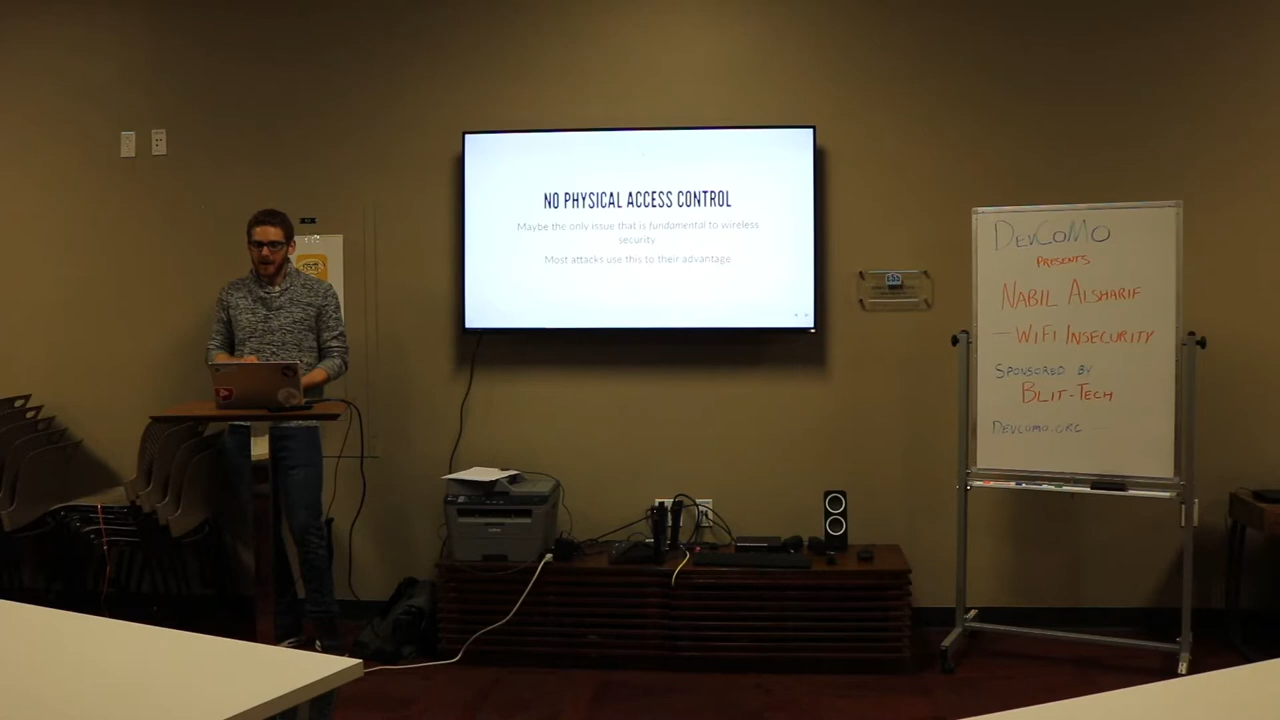 NO PHYSICAL ACCESS CONTROL
Maybe the only issue that is fundamental to wireless
security
Most attacks use this to their advantage
DEVCOMO
PRESENTS
NABIL ALSHARIF
- WIFI INSECURITY
SPONSORED BY
BLIT-TECH
DEVCOMO.ORG